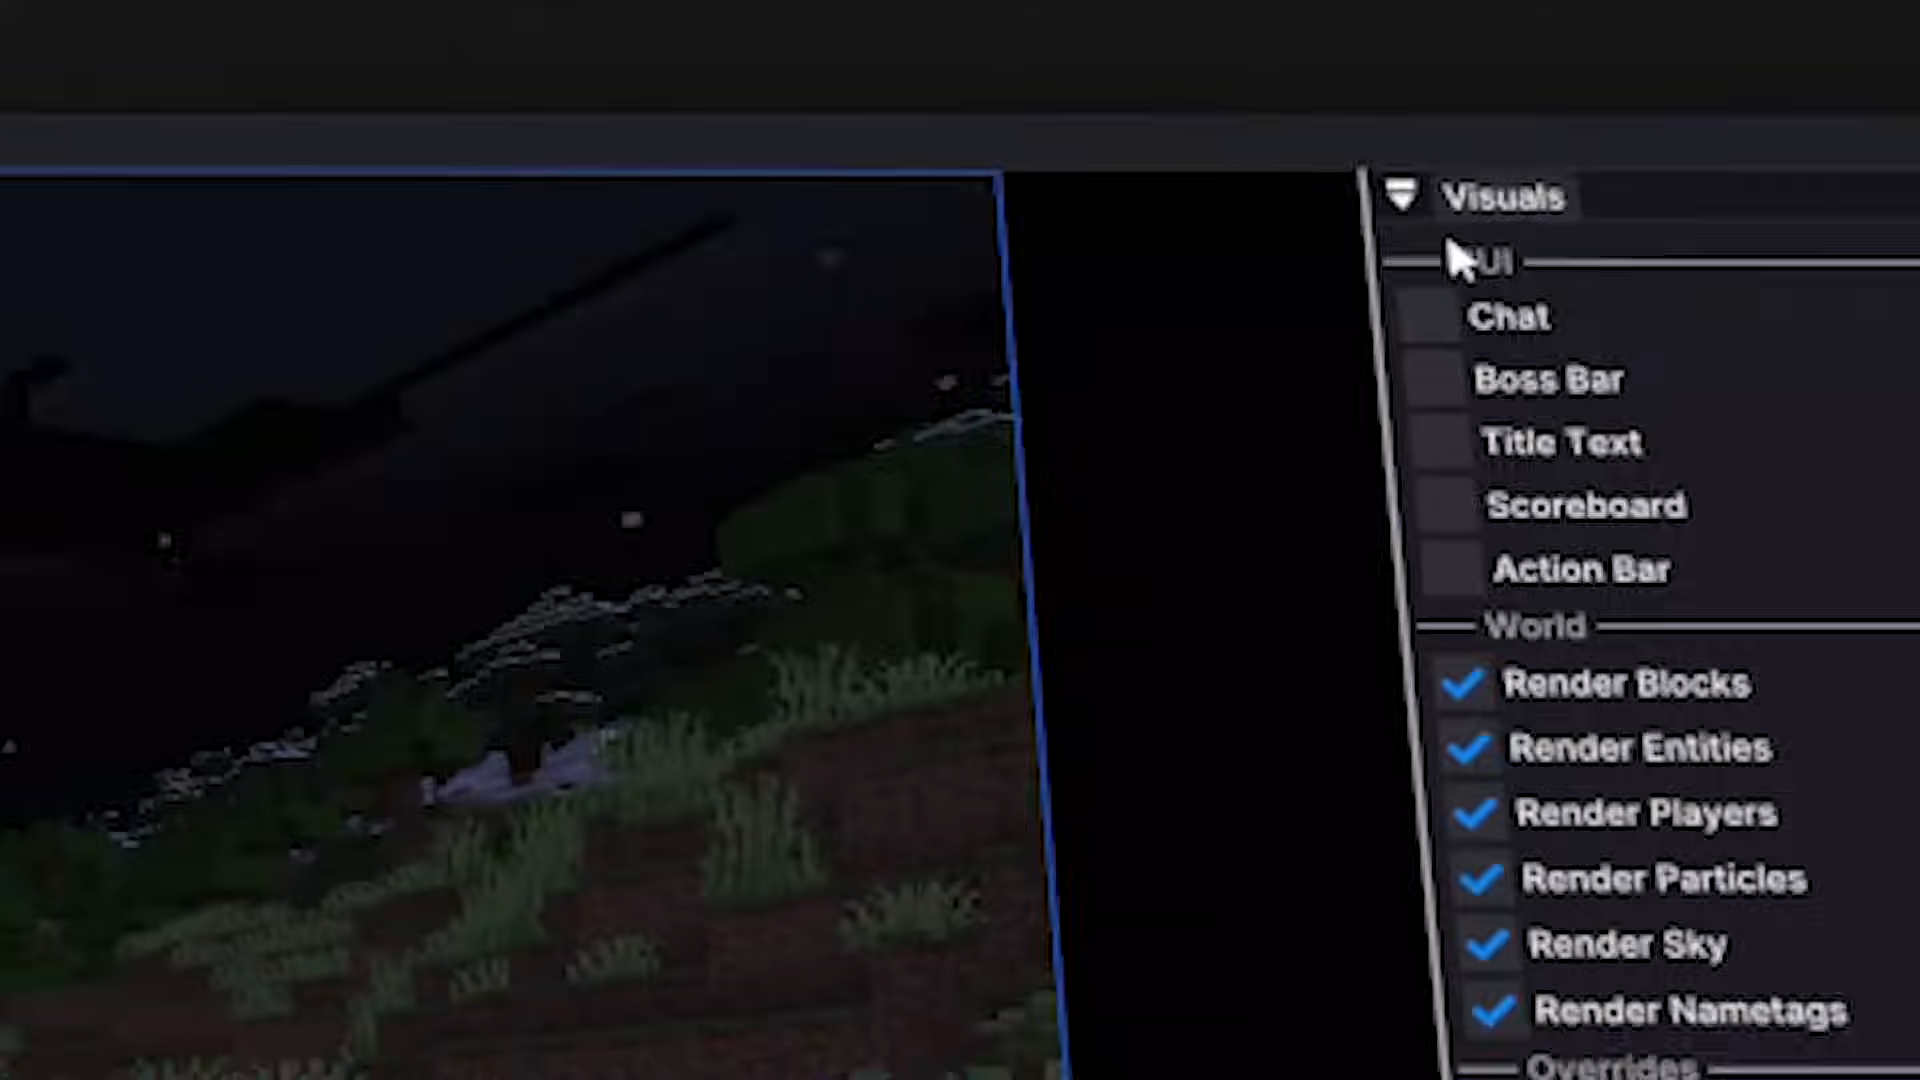 Visuals
UI
Chat
Boss Bar
Title Text
Scoreboard
Action Bar
World
Render Blocks
Render Entities
Render Players
Render Particles
Render Sky
Render Nametags
Overrides